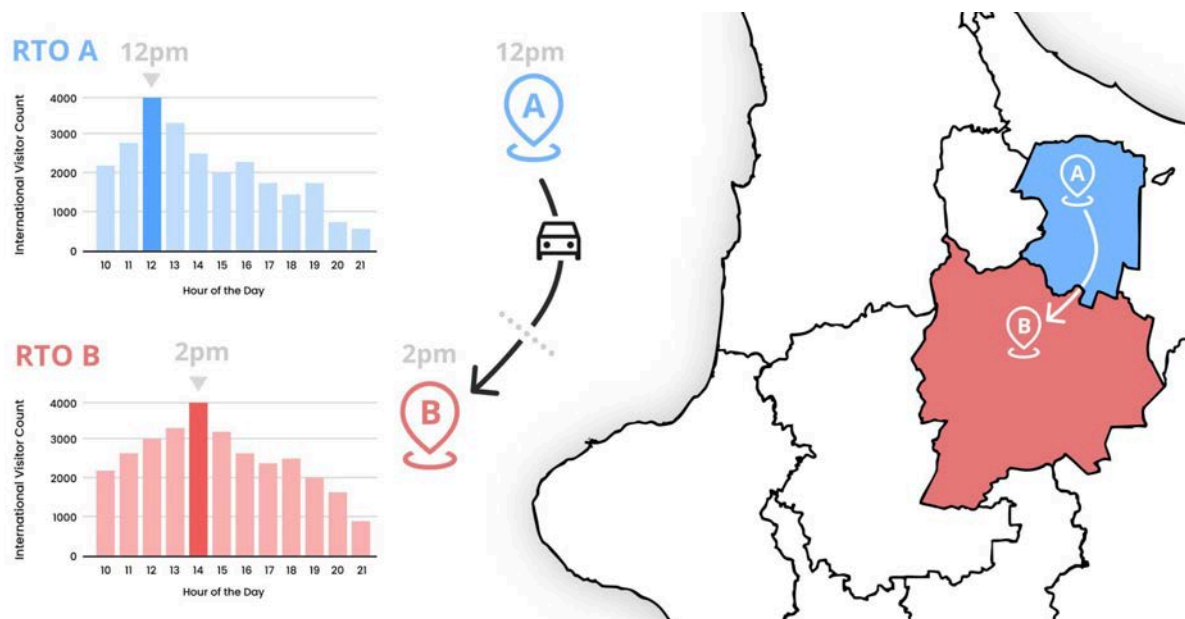 RTO A 12pm
International Visitor Count
4000
3000
2000
1000
0
10 11 12 13 14 15 16 17 18 19 20 21
Hour of the Day
12pm
A
RTO B 2pm
International Visitor Count
4000
3000
2000
1000
0
10 11 12 13 14 15 16 17 18 19 20 21
Hour of the Day
2pm
B
A
B